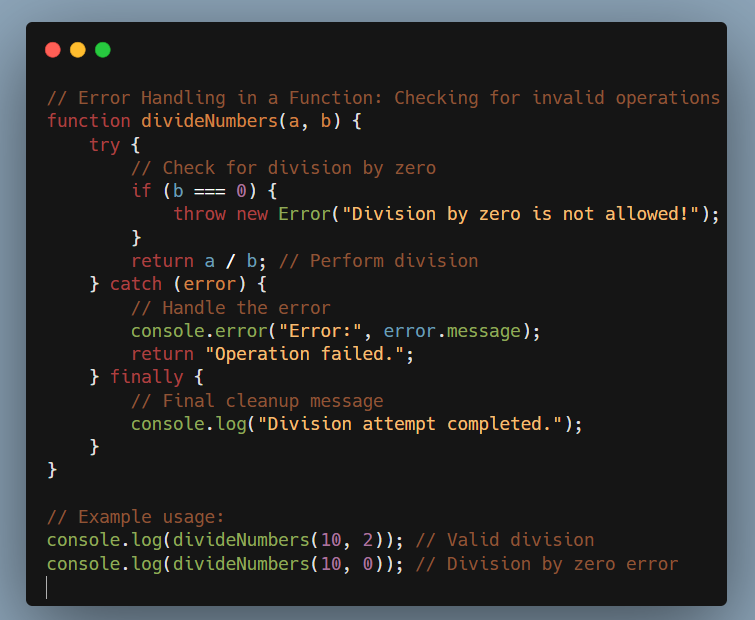 // Error Handling in a Function: Checking for invalid operations
function divideNumbers(a, b) {
    try {
        // Check for division by zero
        if (b === 0) {
            throw new Error("Division by zero is not allowed!");
        }
        return a / b; // Perform division
    } catch (error) {
        // Handle the error
        console.error("Error:", error.message);
        return "Operation failed.";
    } finally {
        // Final cleanup message
        console.log("Division attempt completed.");
    }
}

// Example usage:
console.log(divideNumbers(10, 2)); // Valid division
console.log(divideNumbers(10, 0)); // Division by zero error